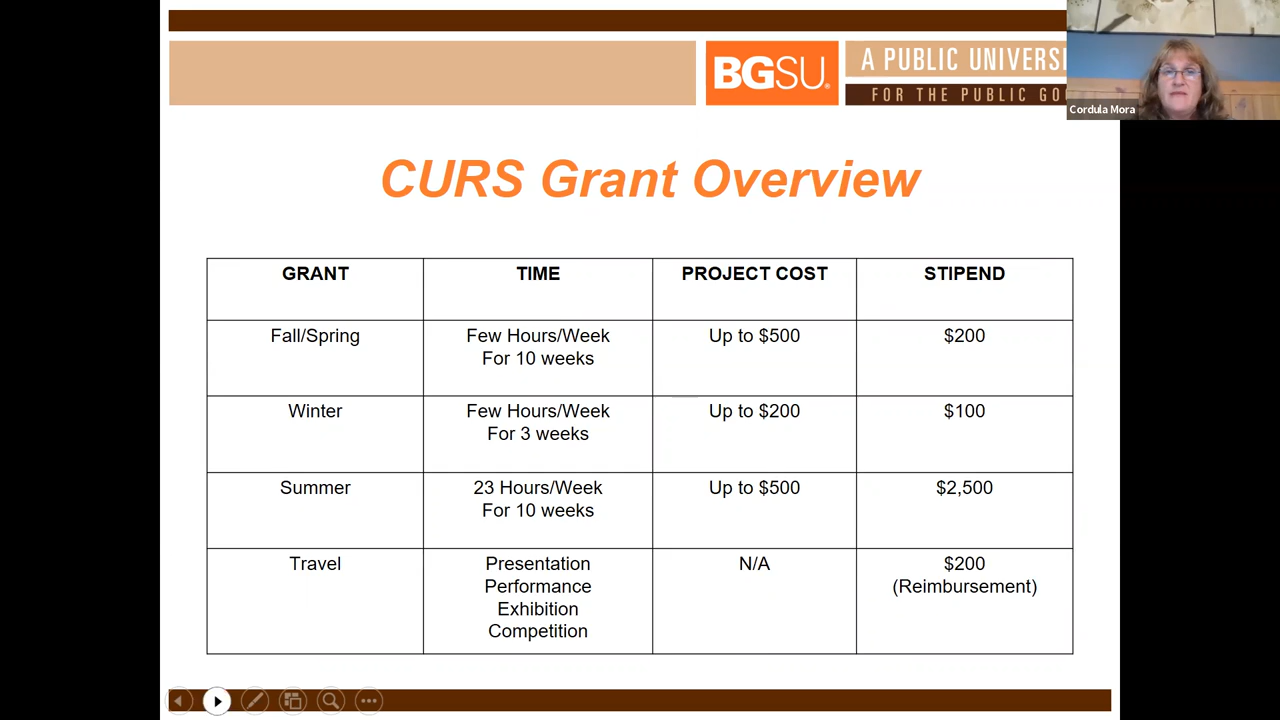 BGSU®
A PUBLIC UNIVERSI
FOR THE PUBLIC GO
Cordula Mora
CURS Grant Overview
GRANT TIME PROJECT COST STIPEND
Fall/Spring Few Hours/Week Up to $500 $200
For 10 weeks
Winter Few Hours/Week Up to $200 $100
For 3 weeks
Summer 23 Hours/Week Up to $500 $2,500
For 10 weeks
Travel Presentation N/A $200
Performance (Reimbursement)
Exhibition
Competition